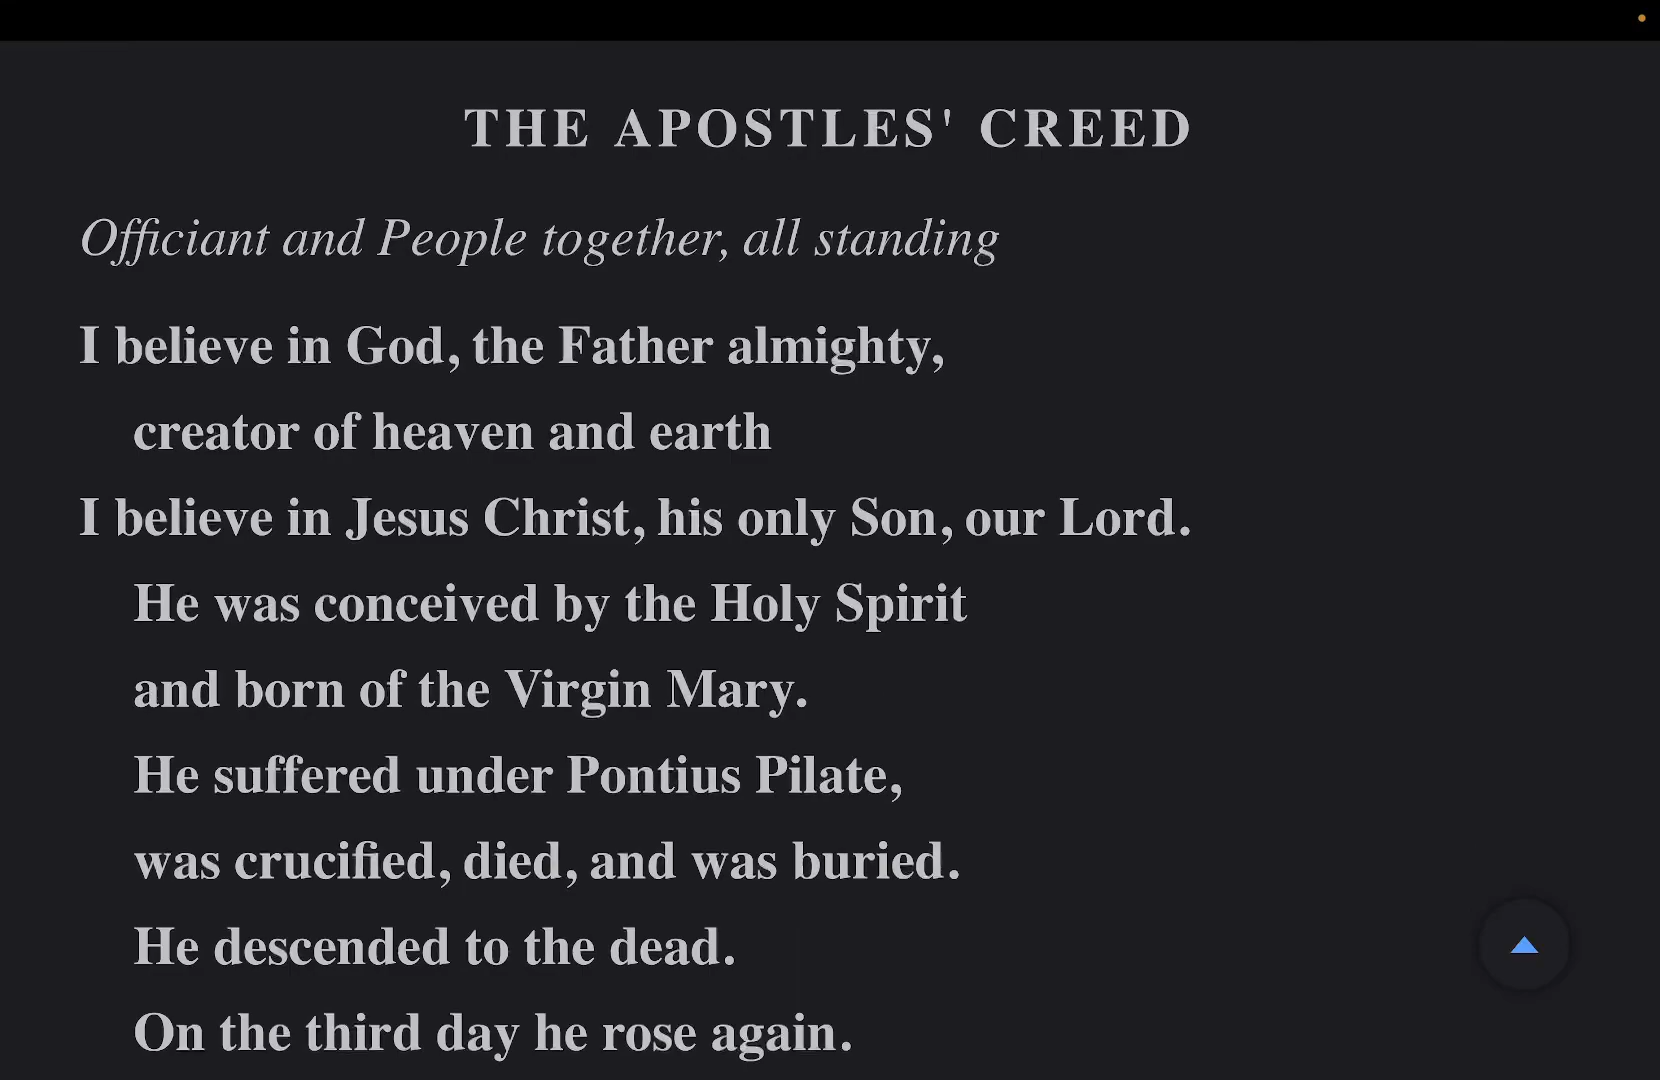 THE APOSTLES' CREED
Officiant and People together, all standing
I believe in God, the Father almighty,
creator of heaven and earth
I believe in Jesus Christ, his only Son, our Lord.
He was conceived by the Holy Spirit
and born of the Virgin Mary.
He suffered under Pontius Pilate,
was crucified, died, and was buried.
He descended to the dead.
On the third day he rose again.